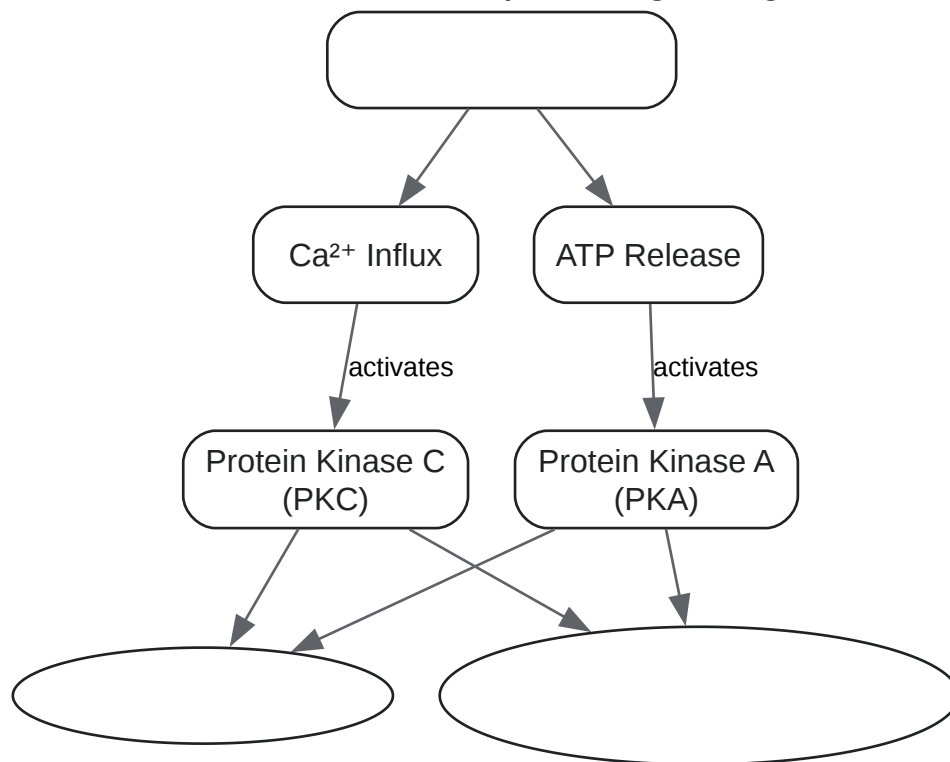 Ca²⁺ Influx
ATP Release
activates
activates
Protein Kinase C
(PKC)
Protein Kinase A
(PKA)